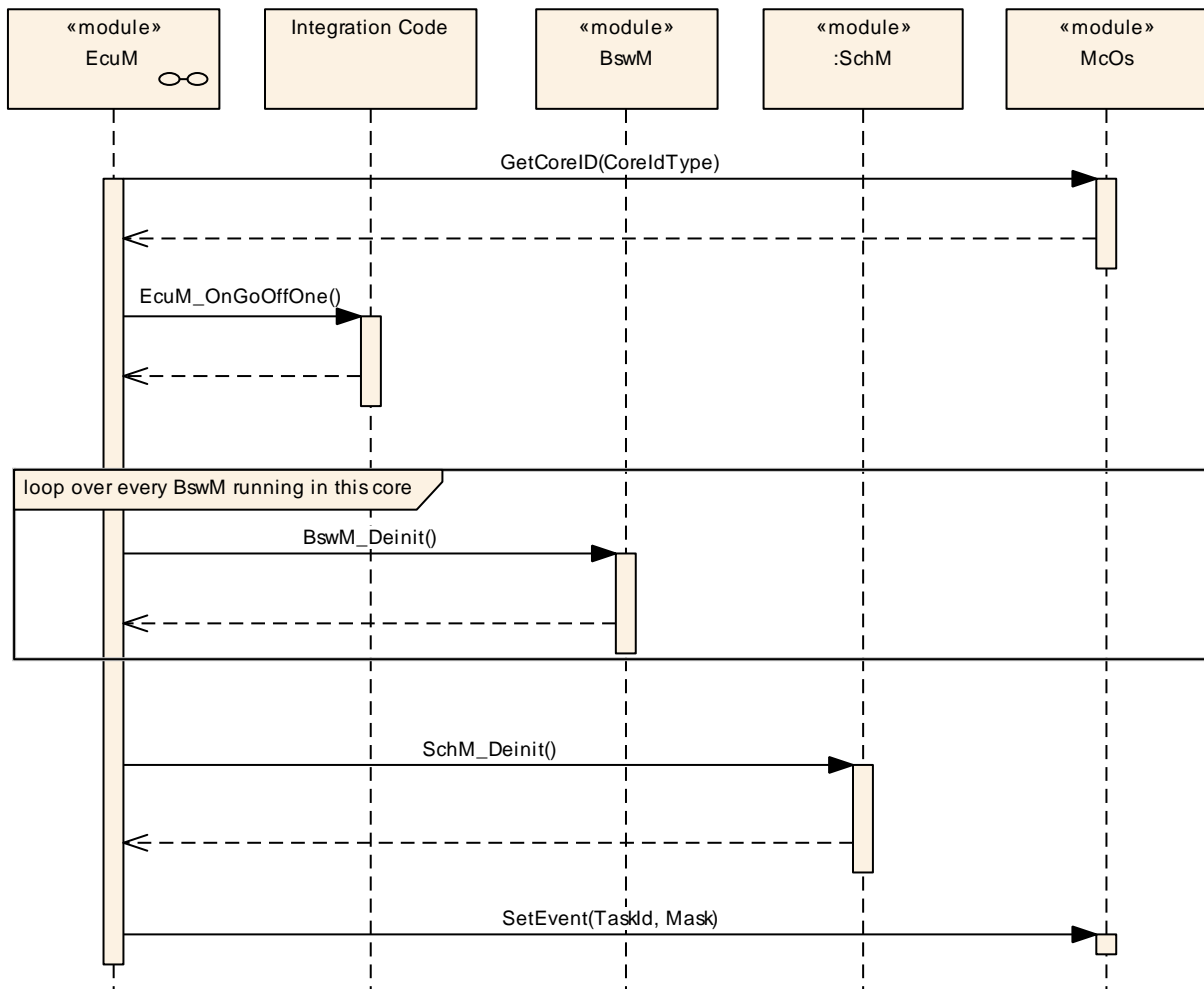 «module»
EcuM
Integration Code
«module»
BswM
«module»
:SchM
«module»
McOs
GetCoreID(CoreIdType)
EcuM_OnGoOffOne()
loop over every BswM running in this core
BswM_Deinit()
SchM_Deinit()
SetEvent(TaskId, Mask)